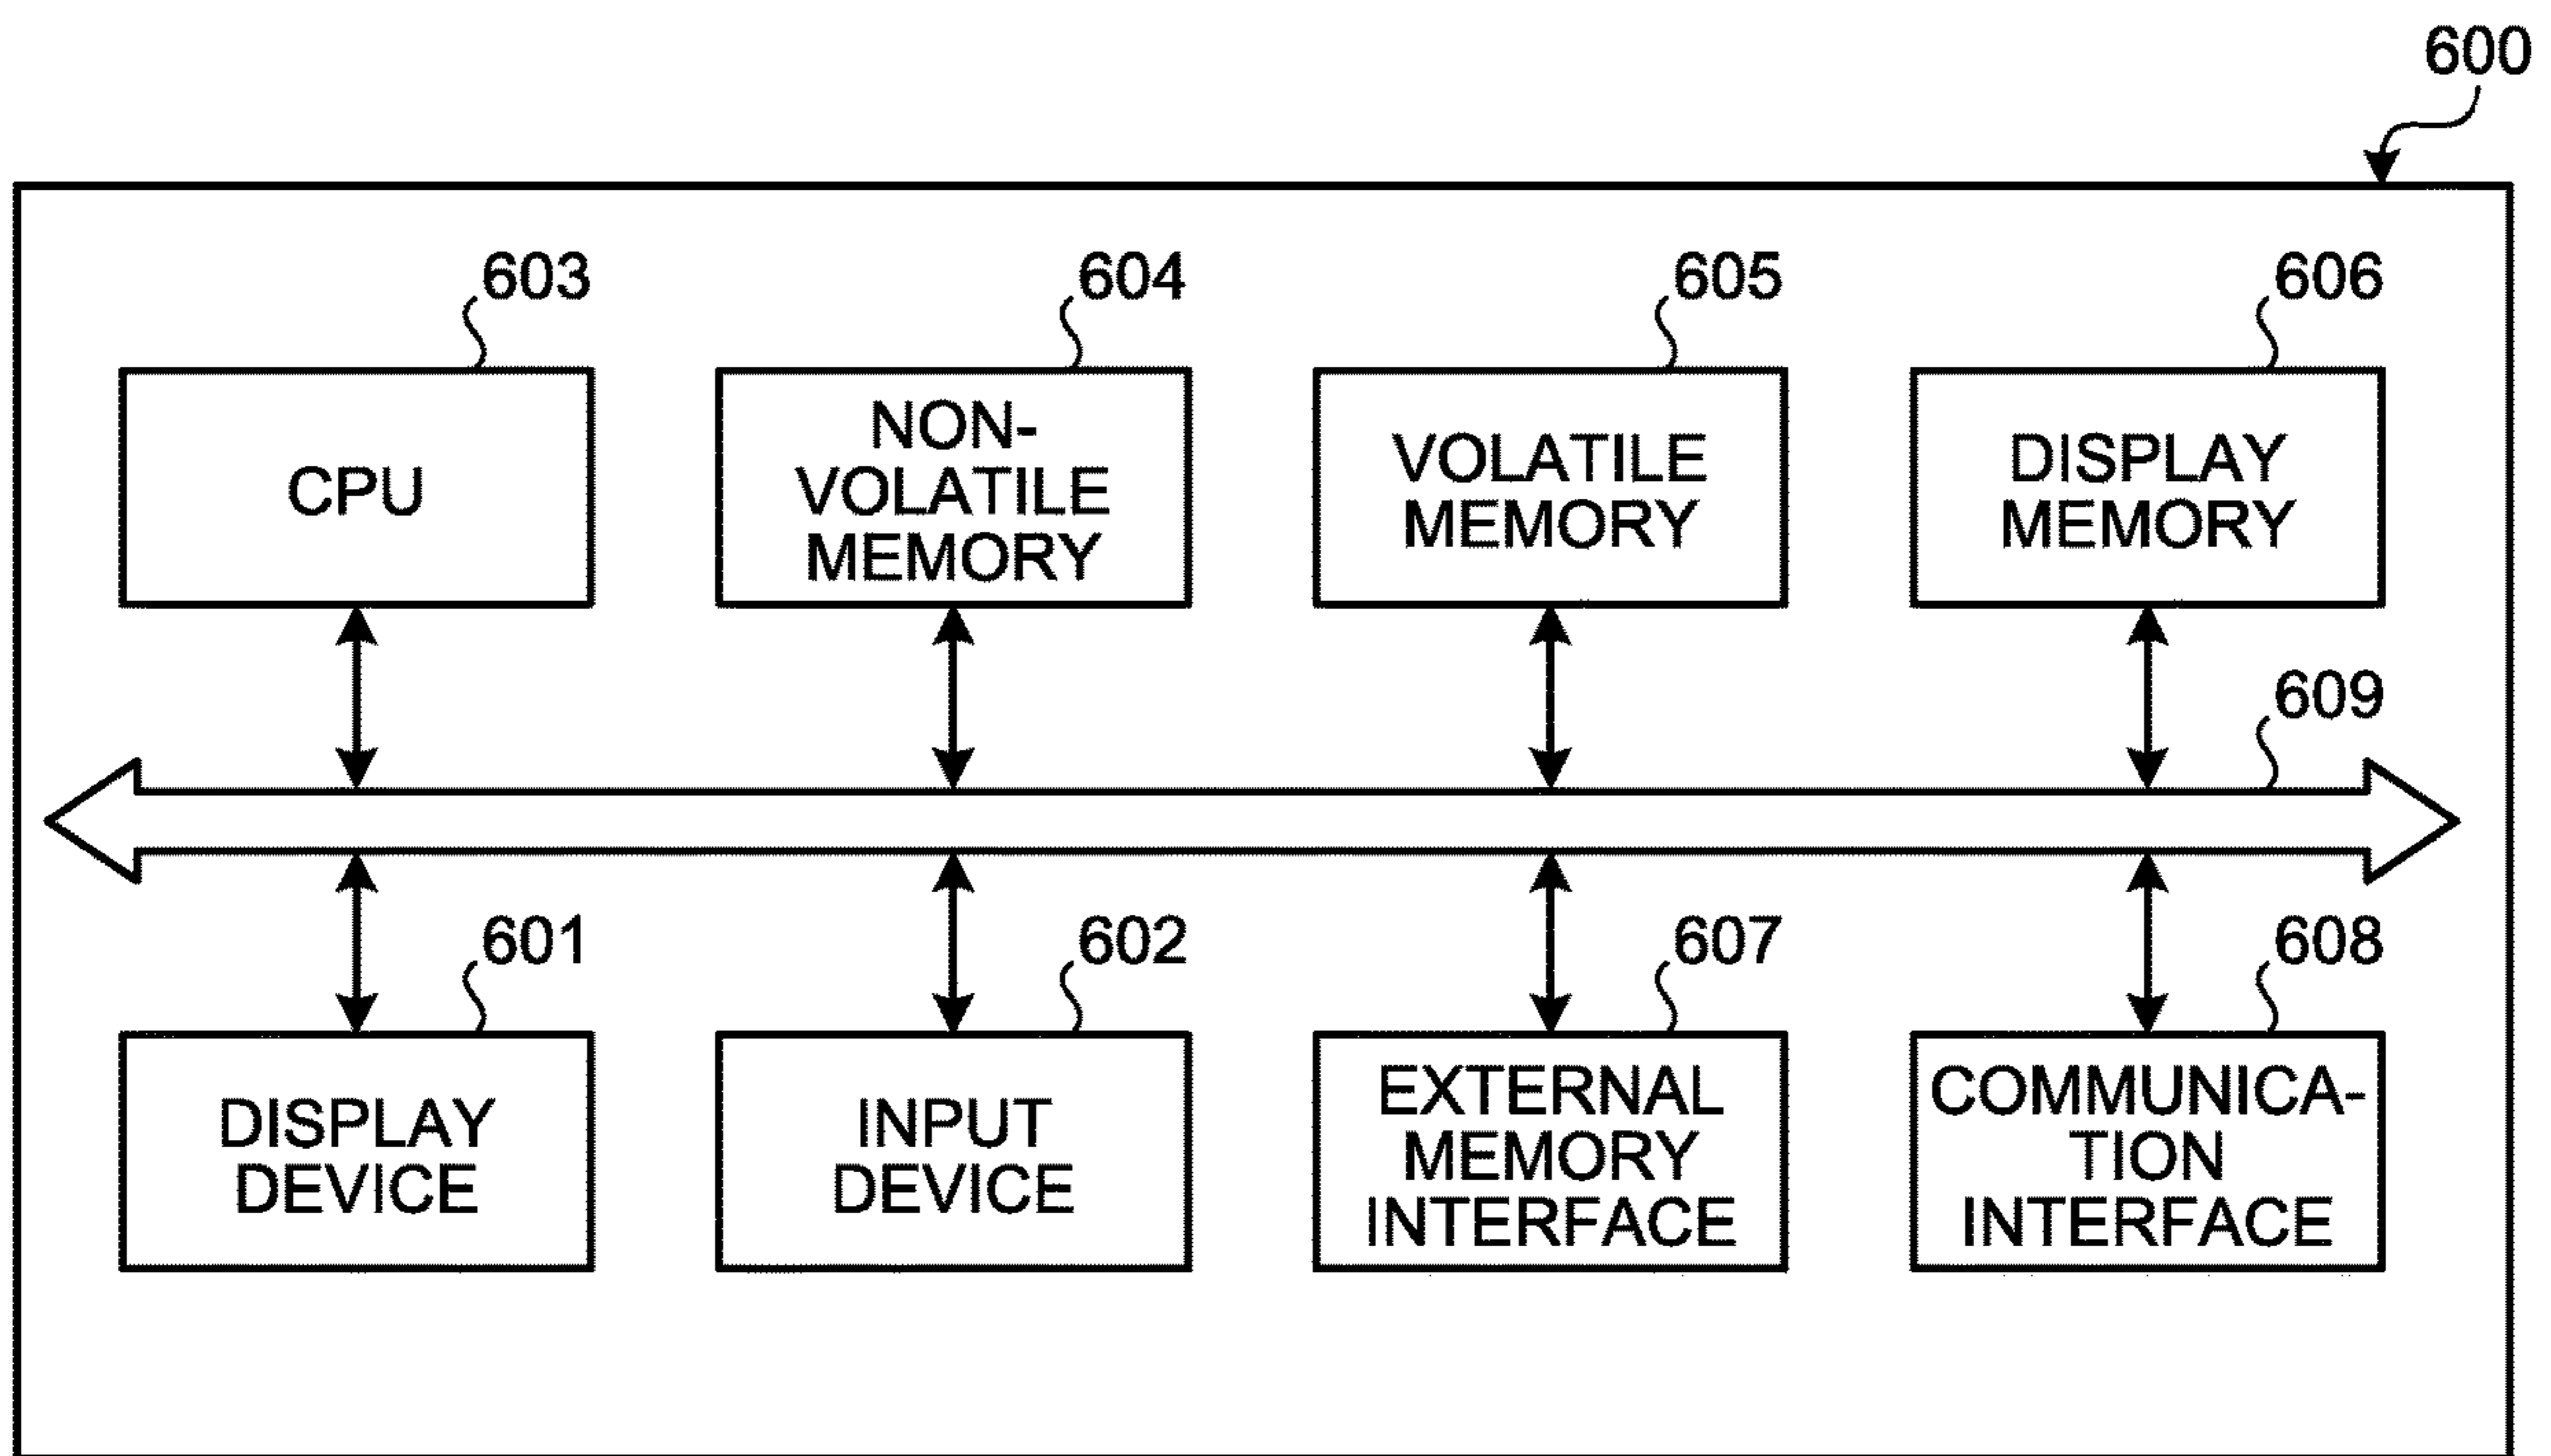 600
603
604
605
606
CPU
NON-
VOLATILE
MEMORY
VOLATILE
MEMORY
DISPLAY
MEMORY
609
601
602
607
608
DISPLAY
DEVICE
INPUT
DEVICE
EXTERNAL
MEMORY
INTERFACE
COMMUNICA-
TION
INTERFACE